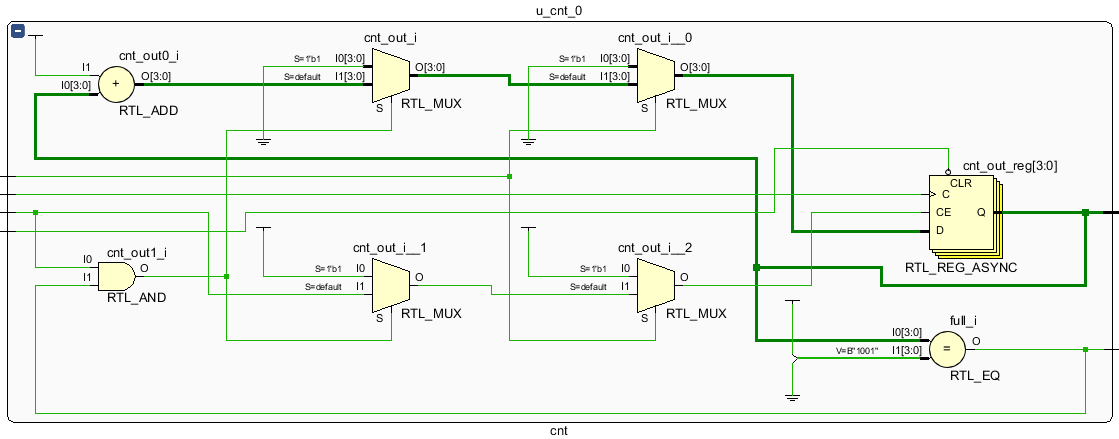 u_cnt_0
cnt_out0_i
I1
I0[3:0]
+
O[3:0]
RTL_ADD
cnt_out_i
S=1'b1
I0[3:0]
S=default
I1[3:0]
O[3:0]
S
RTL_MUX
cnt_out_i__0
S=1'b1
I0[3:0]
S=default
I1[3:0]
O[3:0]
S
RTL_MUX
cnt_out_reg[3:0]
CLR
C
CE
Q
D
RTL_REG_ASYNC
cnt_out1_i
I0
I1
O
RTL_AND
cnt_out_i__1
S=1'b1
I0
S=default
I1
O
S
RTL_MUX
cnt_out_i__2
S=1'b1
I0
S=default
I1
O
S
RTL_MUX
full_i
I0[3:0]
V=B"1001"
I1[3:0]
=
O
RTL_EQ
cnt